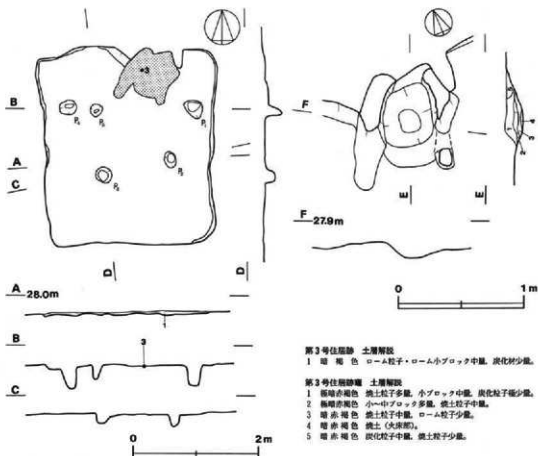 3
P₁
B
A
C
D
D
A 28.0m
1
B
3
C
0 2m
F
E
E
F 27.9m
5
4
3
2
0 1m
第3号住居跡 土層解説
1 暗褐色 ローム粒子・ローム小ブロック中量、炭化材少量。
第3号住居跡竈 土層解説
1 極暗赤褐色 焼土粒子多量、小ブロック中量、炭化粒子極少量。
2 極暗赤褐色 小〜中ブロック多量、焼土粒子中量。
3 暗赤褐色 焼土粒子中量、ローム粒子少量。
4 暗赤褐色 焼土(火床部)。
5 暗赤褐色 炭化粒子中量、焼土粒子少量。